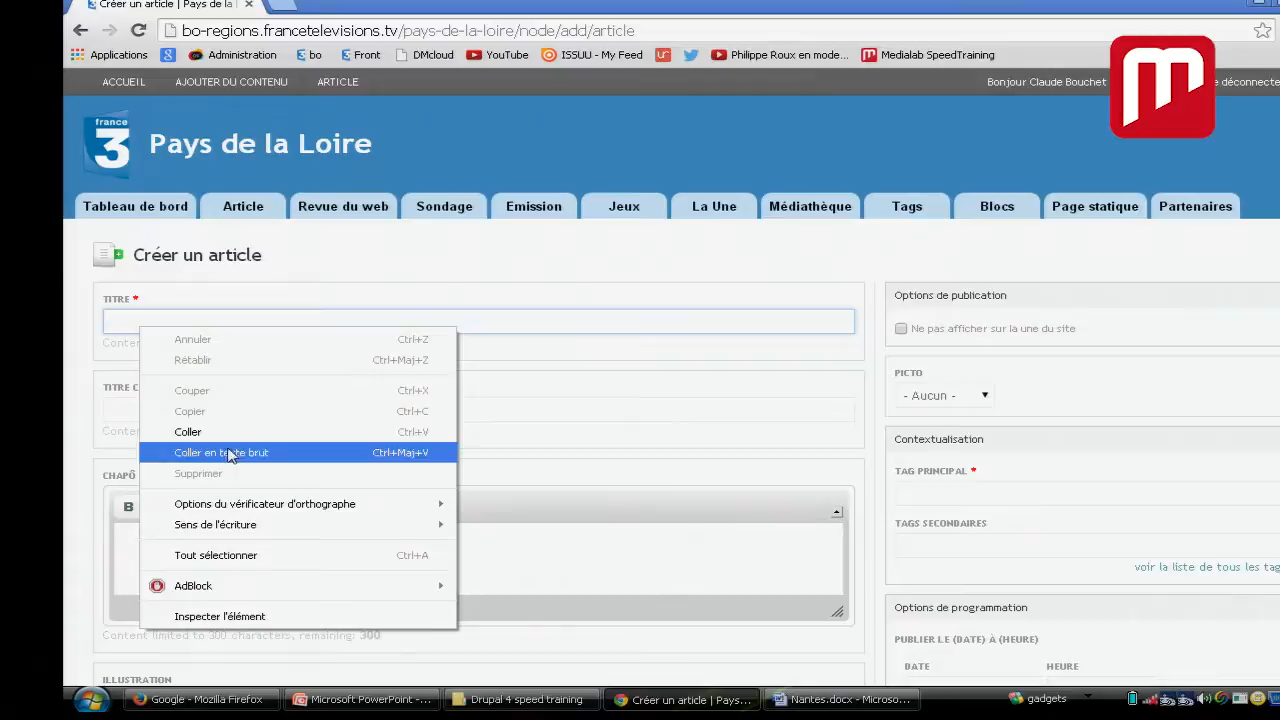 Créer un article | Pays de la
bo-regions.francetelevisions.tv/pays-de-la-loire/node/add/article
Applications Administration bo Front DMcloud YouTube ISSUU - My Feed Philippe Roux en mode... Medialab SpeedTraining
ACCUEIL AJOUTER DU CONTENU ARTICLE Bonjour Claude Bouchet déconnecte
france
3
Pays de la Loire
Tableau de bord Article Revue du web Sondage Emission Jeux La Une Médiathèque Tags Blocs Page statique Partenaires
Créer un article
TITRE *
Options de publication
Ne pas afficher sur la une du site
Annuler Ctrl+Z
Rétablir Ctrl+Maj+Z
Couper Ctrl+X
Copier Ctrl+C
Coller Ctrl+V
Coller en texte brut Ctrl+Maj+V
Supprimer
Options du vérificateur d'orthographe
Sens de l'écriture
Tout sélectionner Ctrl+A
AdBlock
Inspecter l'élément
CHAPÔ
B
Content limited to 300 characters, remaining: 300
ILLUSTRATION
PICTO
- Aucun -
Contextualisation
TAG PRINCIPAL *
TAGS SECONDAIRES
voir la liste de tous les tag
Options de programmation
PUBLIER LE (DATE) À (HEURE)
DATE HEURE
Google - Mozilla Firefox Microsoft PowerPoint - ... Drupal 4 speed training Créer un article | Pays... Nantes.docx - Microso... gadgets